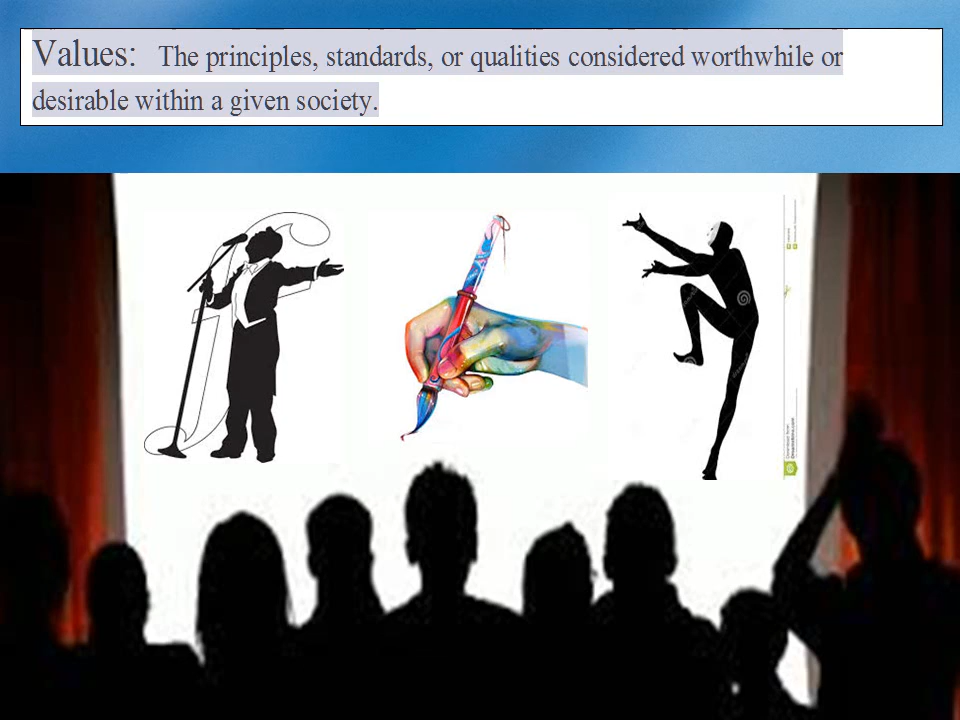 Values: The principles, standards, or qualities considered worthwhile or
desirable within a given society.